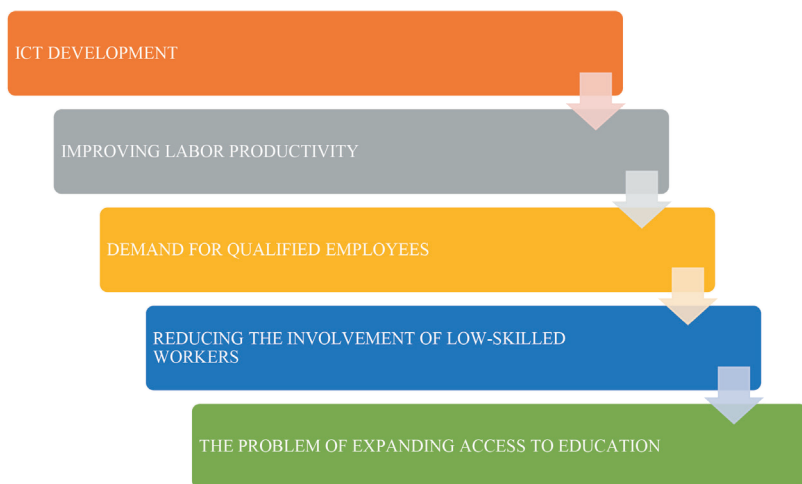 ICT DEVELOPMENT
IMPROVING LABOR PRODUCTIVITY
DEMAND FOR QUALIFIED EMPLOYEES
REDUCING THE INVOLVEMENT OF LOW-SKILLED
WORKERS
THE PROBLEM OF EXPANDING ACCESS TO EDUCATION